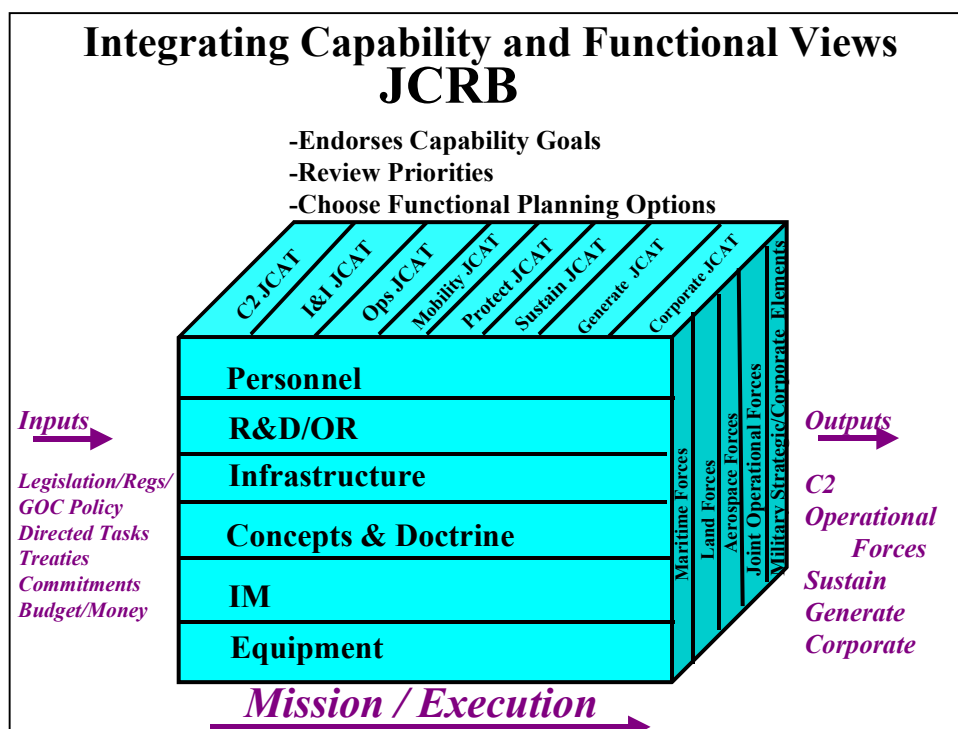 Integrating Capability and Functional Views
JCRB
-Endorses Capability Goals
-Review Priorities
-Choose Functional Planning Options
C2 JCAT
I&I JCAT
Ops JCAT
Mobility JCAT
Protect JCAT
Sustain JCAT
Generate JCAT
Corporate JCAT
Inputs
Legislation/Regs/
GOC Policy
Directed Tasks
Treaties
Commitments
Budget/Money
Personnel
R&D/OR
Infrastructure
Concepts & Doctrine
IM
Equipment
Maritime Forces
Land Forces
Aerospace Forces
Joint Operational Forces
Military Strategic/Corporate Elements
Outputs
C2
Operational
Forces
Sustain
Generate
Corporate
Mission / Execution